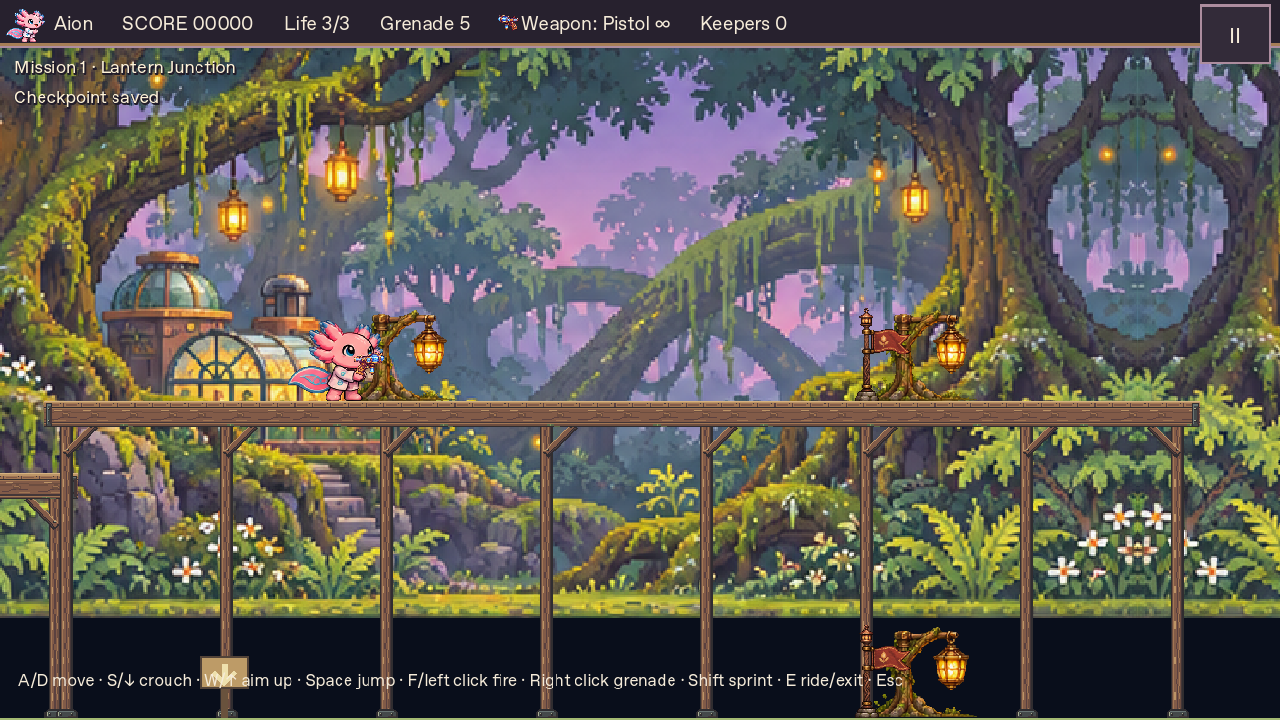 Aion SCORE 00000 Life 3/3 Grenade 5 Weapon: Pistol ∞ Keepers 0
Mission 1 · Lantern Junction
Checkpoint saved
A/D move · S/↓ crouch · W/↑ aim up · Space jump · F/left click fire · Right click grenade · Shift sprint · E ride/exit · Esc